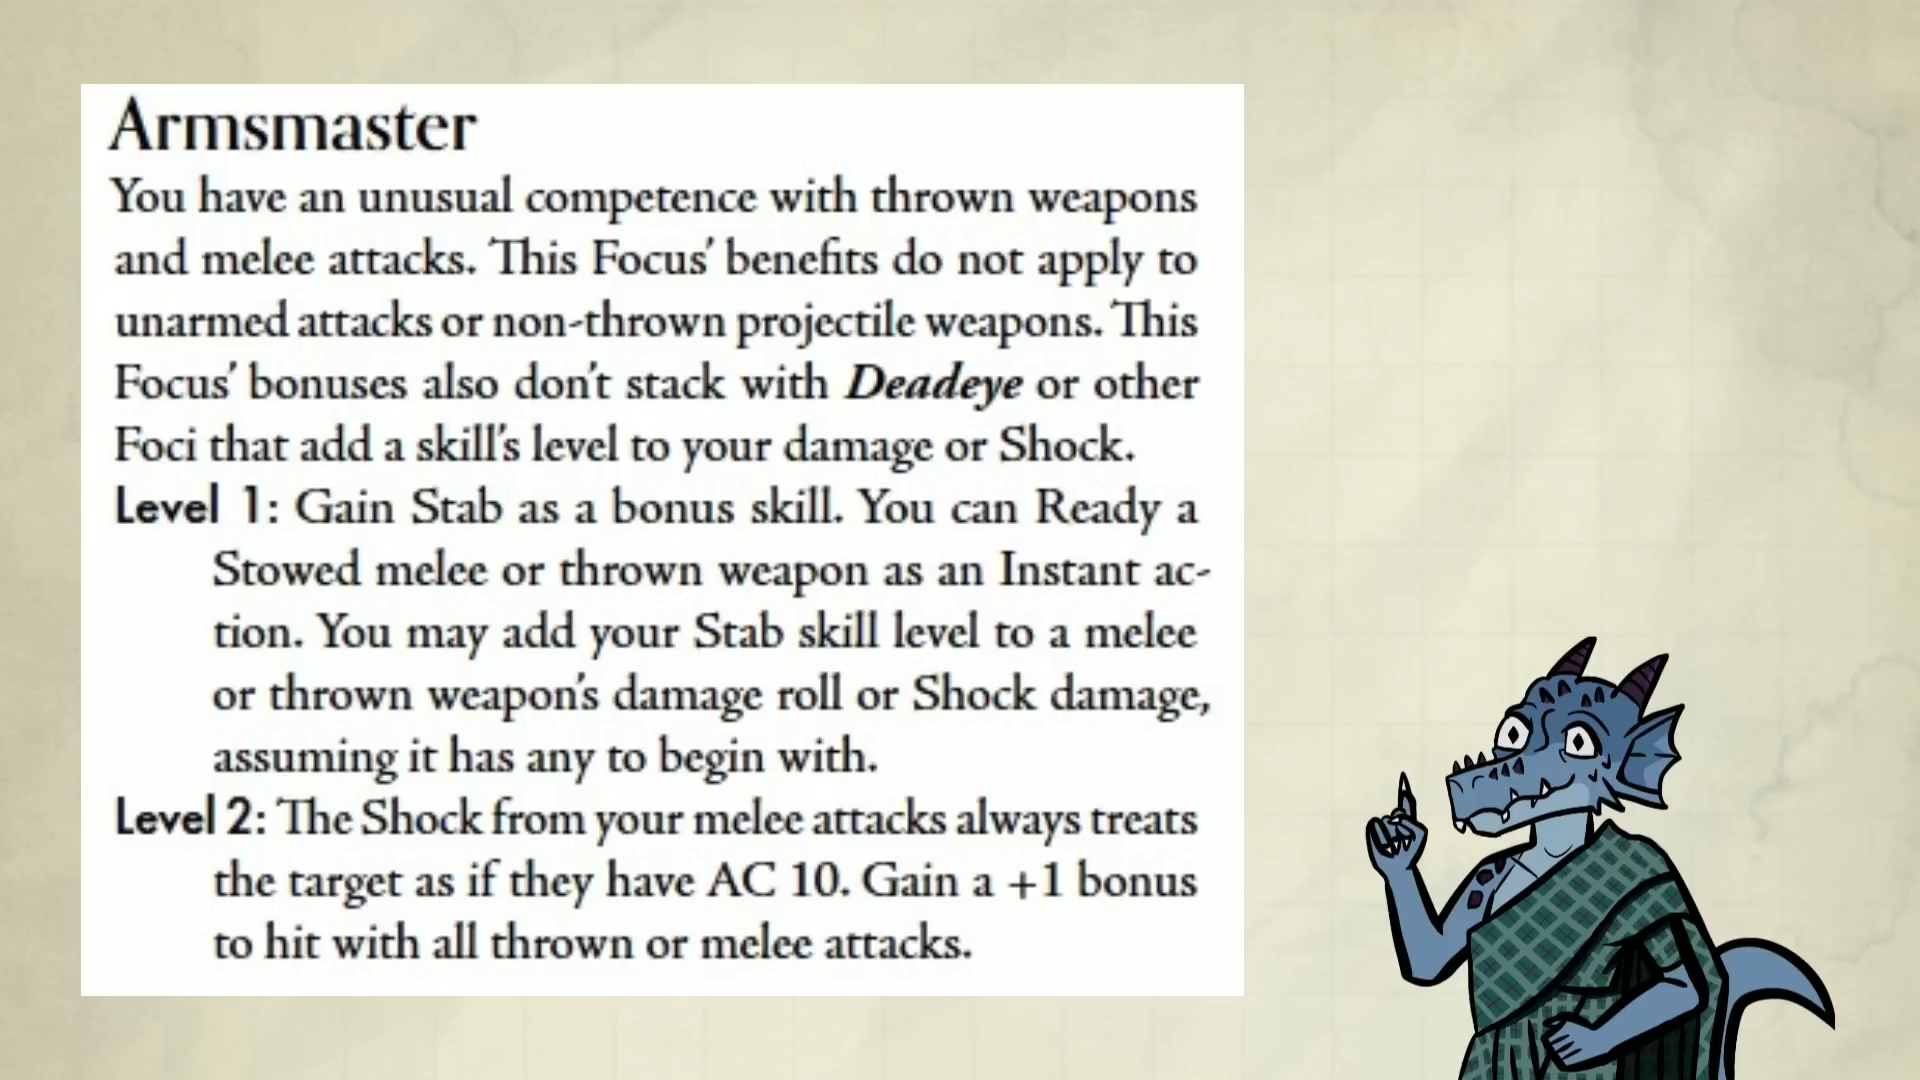 Armsmaster
You have an unusual competence with thrown weapons
and melee attacks. This Focus' benefits do not apply to
unarmed attacks or non-thrown projectile weapons. This
Focus' bonuses also don't stack with Deadeye or other
Foci that add a skill's level to your damage or Shock.
Level 1: Gain Stab as a bonus skill. You can Ready a
Stowed melee or thrown weapon as an Instant ac-
tion. You may add your Stab skill level to a melee
or thrown weapon's damage roll or Shock damage,
assuming it has any to begin with.
Level 2: The Shock from your melee attacks always treats
the target as if they have AC 10. Gain a +1 bonus
to hit with all thrown or melee attacks.